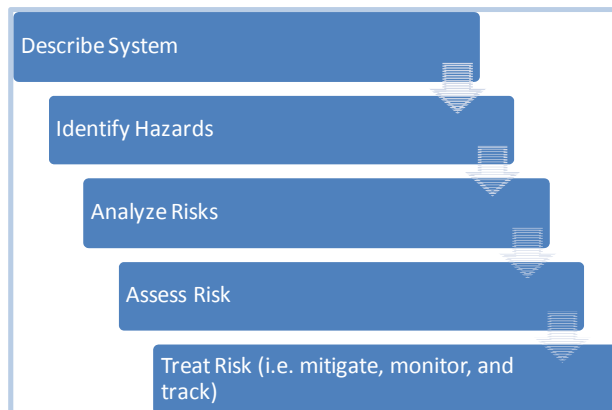 Describe System
Identify Hazards
Analyze Risks
Assess Risk
Treat Risk (i.e. mitigate, monitor, and
track)